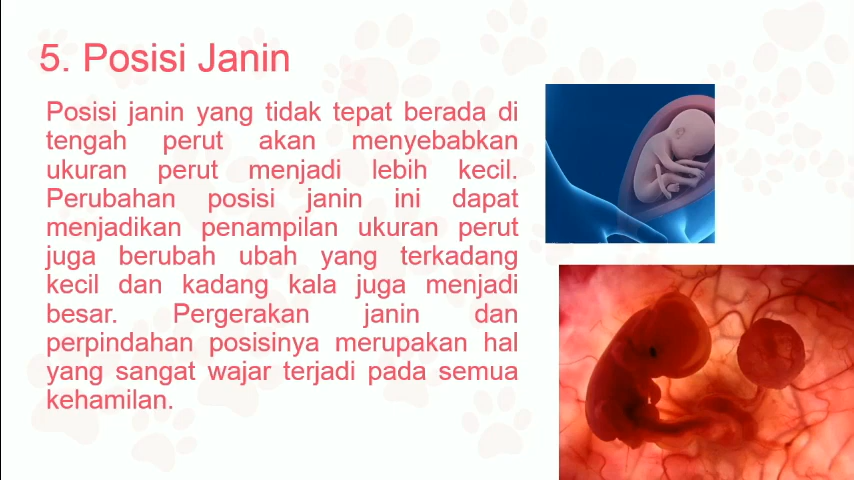 5. Posisi Janin
Posisi janin yang tidak tepat berada di
tengah perut akan menyebabkan
ukuran perut menjadi lebih kecil.
Perubahan posisi janin ini dapat
menjadikan penampilan ukuran perut
juga berubah ubah yang terkadang
kecil dan kadang kala juga menjadi
besar. Pergerakan janin dan
perpindahan posisinya merupakan hal
yang sangat wajar terjadi pada semua
kehamilan.